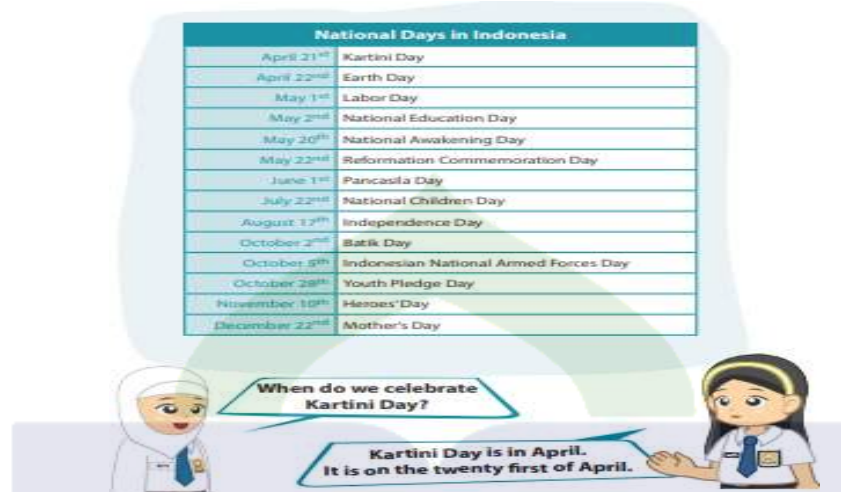 National Days in Indonesia
April 21st Kartini Day
April 22nd Earth Day
May 1st Labor Day
May 2nd National Education Day
May 20th National Awakening Day
May 22nd Reformation Commemoration Day
June 1st Pancasila Day
July 22nd National Children Day
August 17th Independence Day
October 2nd Batik Day
October 5th Indonesian National Armed Forces Day
October 28th Youth Pledge Day
November 10th Heroes' Day
December 22nd Mother's Day
When do we celebrate
Kartini Day?
Kartini Day is in April.
It is on the twenty first of April.